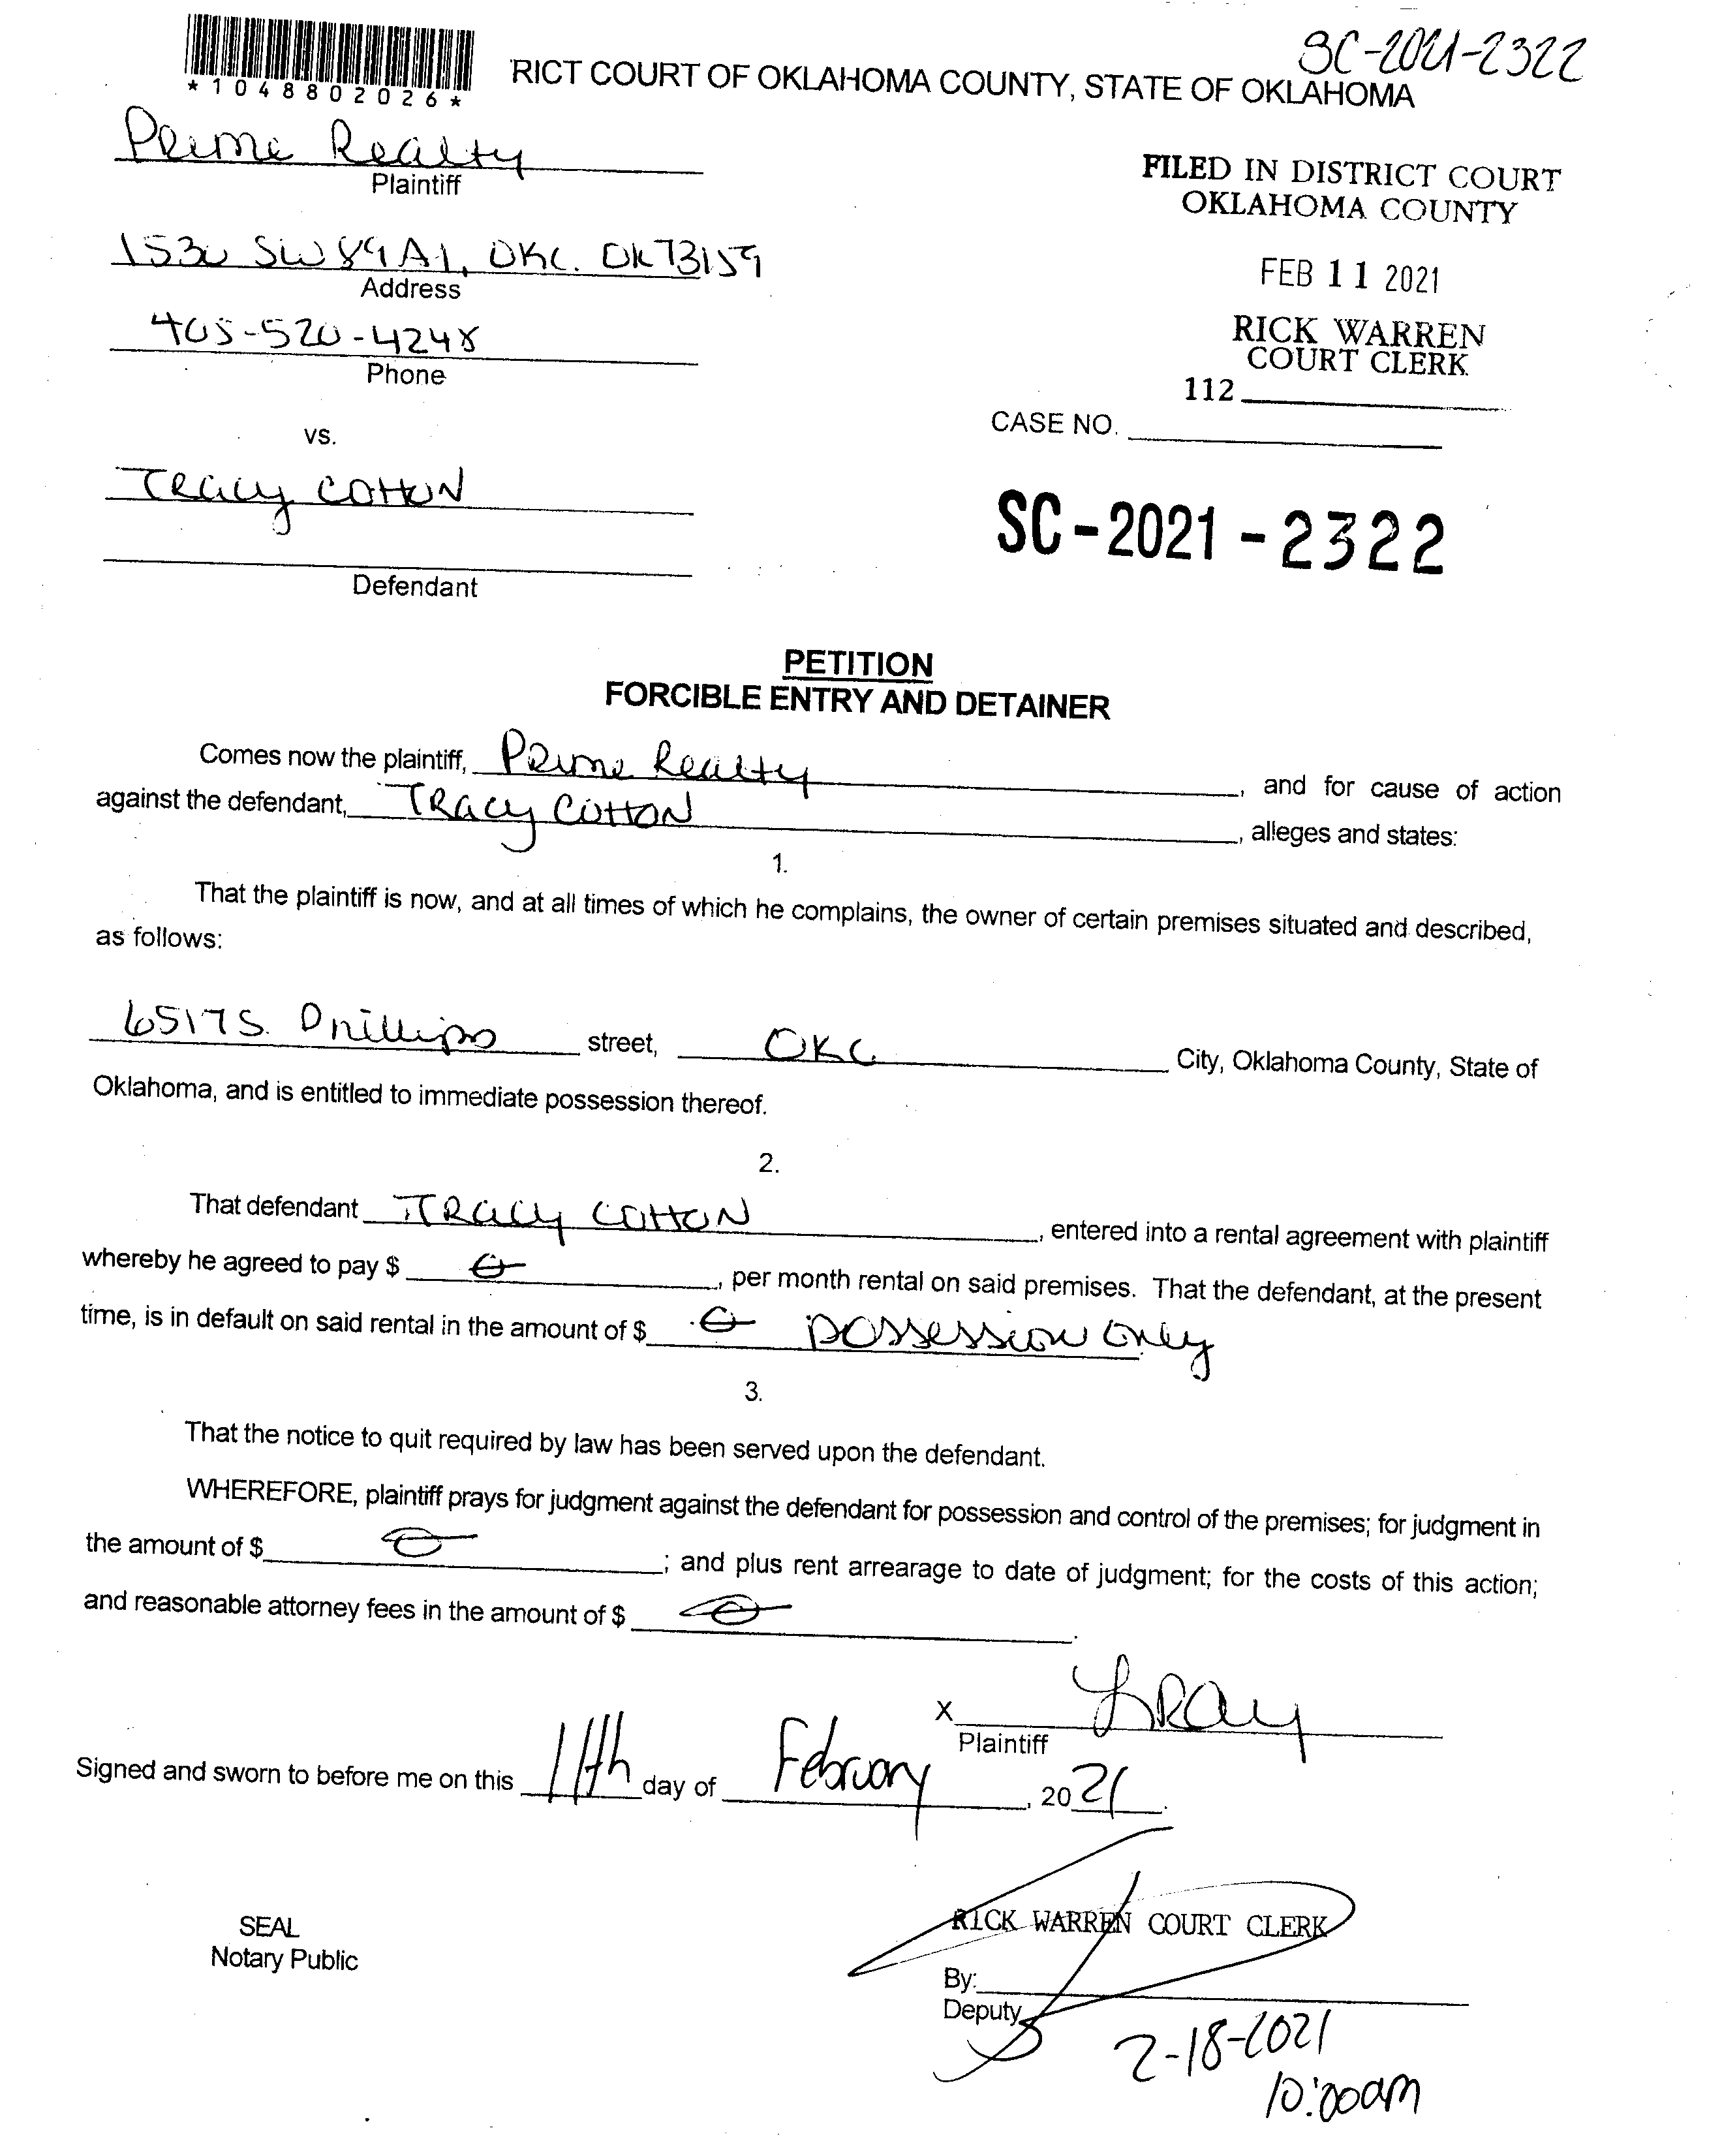 SC-2021-2322
*1048802026*
RICT COURT OF OKLAHOMA COUNTY, STATE OF OKLAHOMA
Prime Realty
Plaintiff
FILED IN DISTRICT COURT
OKLAHOMA COUNTY
1530 SW 89 A1, OKC. OK 73159
Address
FEB 11 2021
405-520-4248
Phone
RICK WARREN
COURT CLERK
112
CASE NO.
vs.
Tracy Cotton
Defendant
SC-2021-2322
PETITION
FORCIBLE ENTRY AND DETAINER
Comes now the plaintiff, Prime Realty, and for cause of action
against the defendant, Tracy Cotton, alleges and states:
1.
That the plaintiff is now, and at all times of which he complains, the owner of certain premises situated and described,
as follows:
6517 S. Phillips street, OKC City, Oklahoma County, State of
Oklahoma, and is entitled to immediate possession thereof.
2.
That defendant Tracy Cotton, entered into a rental agreement with plaintiff
whereby he agreed to pay $ 0, per month rental on said premises. That the defendant, at the present
time, is in default on said rental in the amount of $ 0 possession only
3.
That the notice to quit required by law has been served upon the defendant.
WHEREFORE, plaintiff prays for judgment against the defendant for possession and control of the premises; for judgment in
the amount of $ 0; and plus rent arrearage to date of judgment; for the costs of this action;
and reasonable attorney fees in the amount of $ 0.
X LRay
Plaintiff
Signed and sworn to before me on this 11th day of February, 2021.
SEAL
Notary Public
RICK WARREN COURT CLERK
By:
Deputy
2-18-2021
10:00am